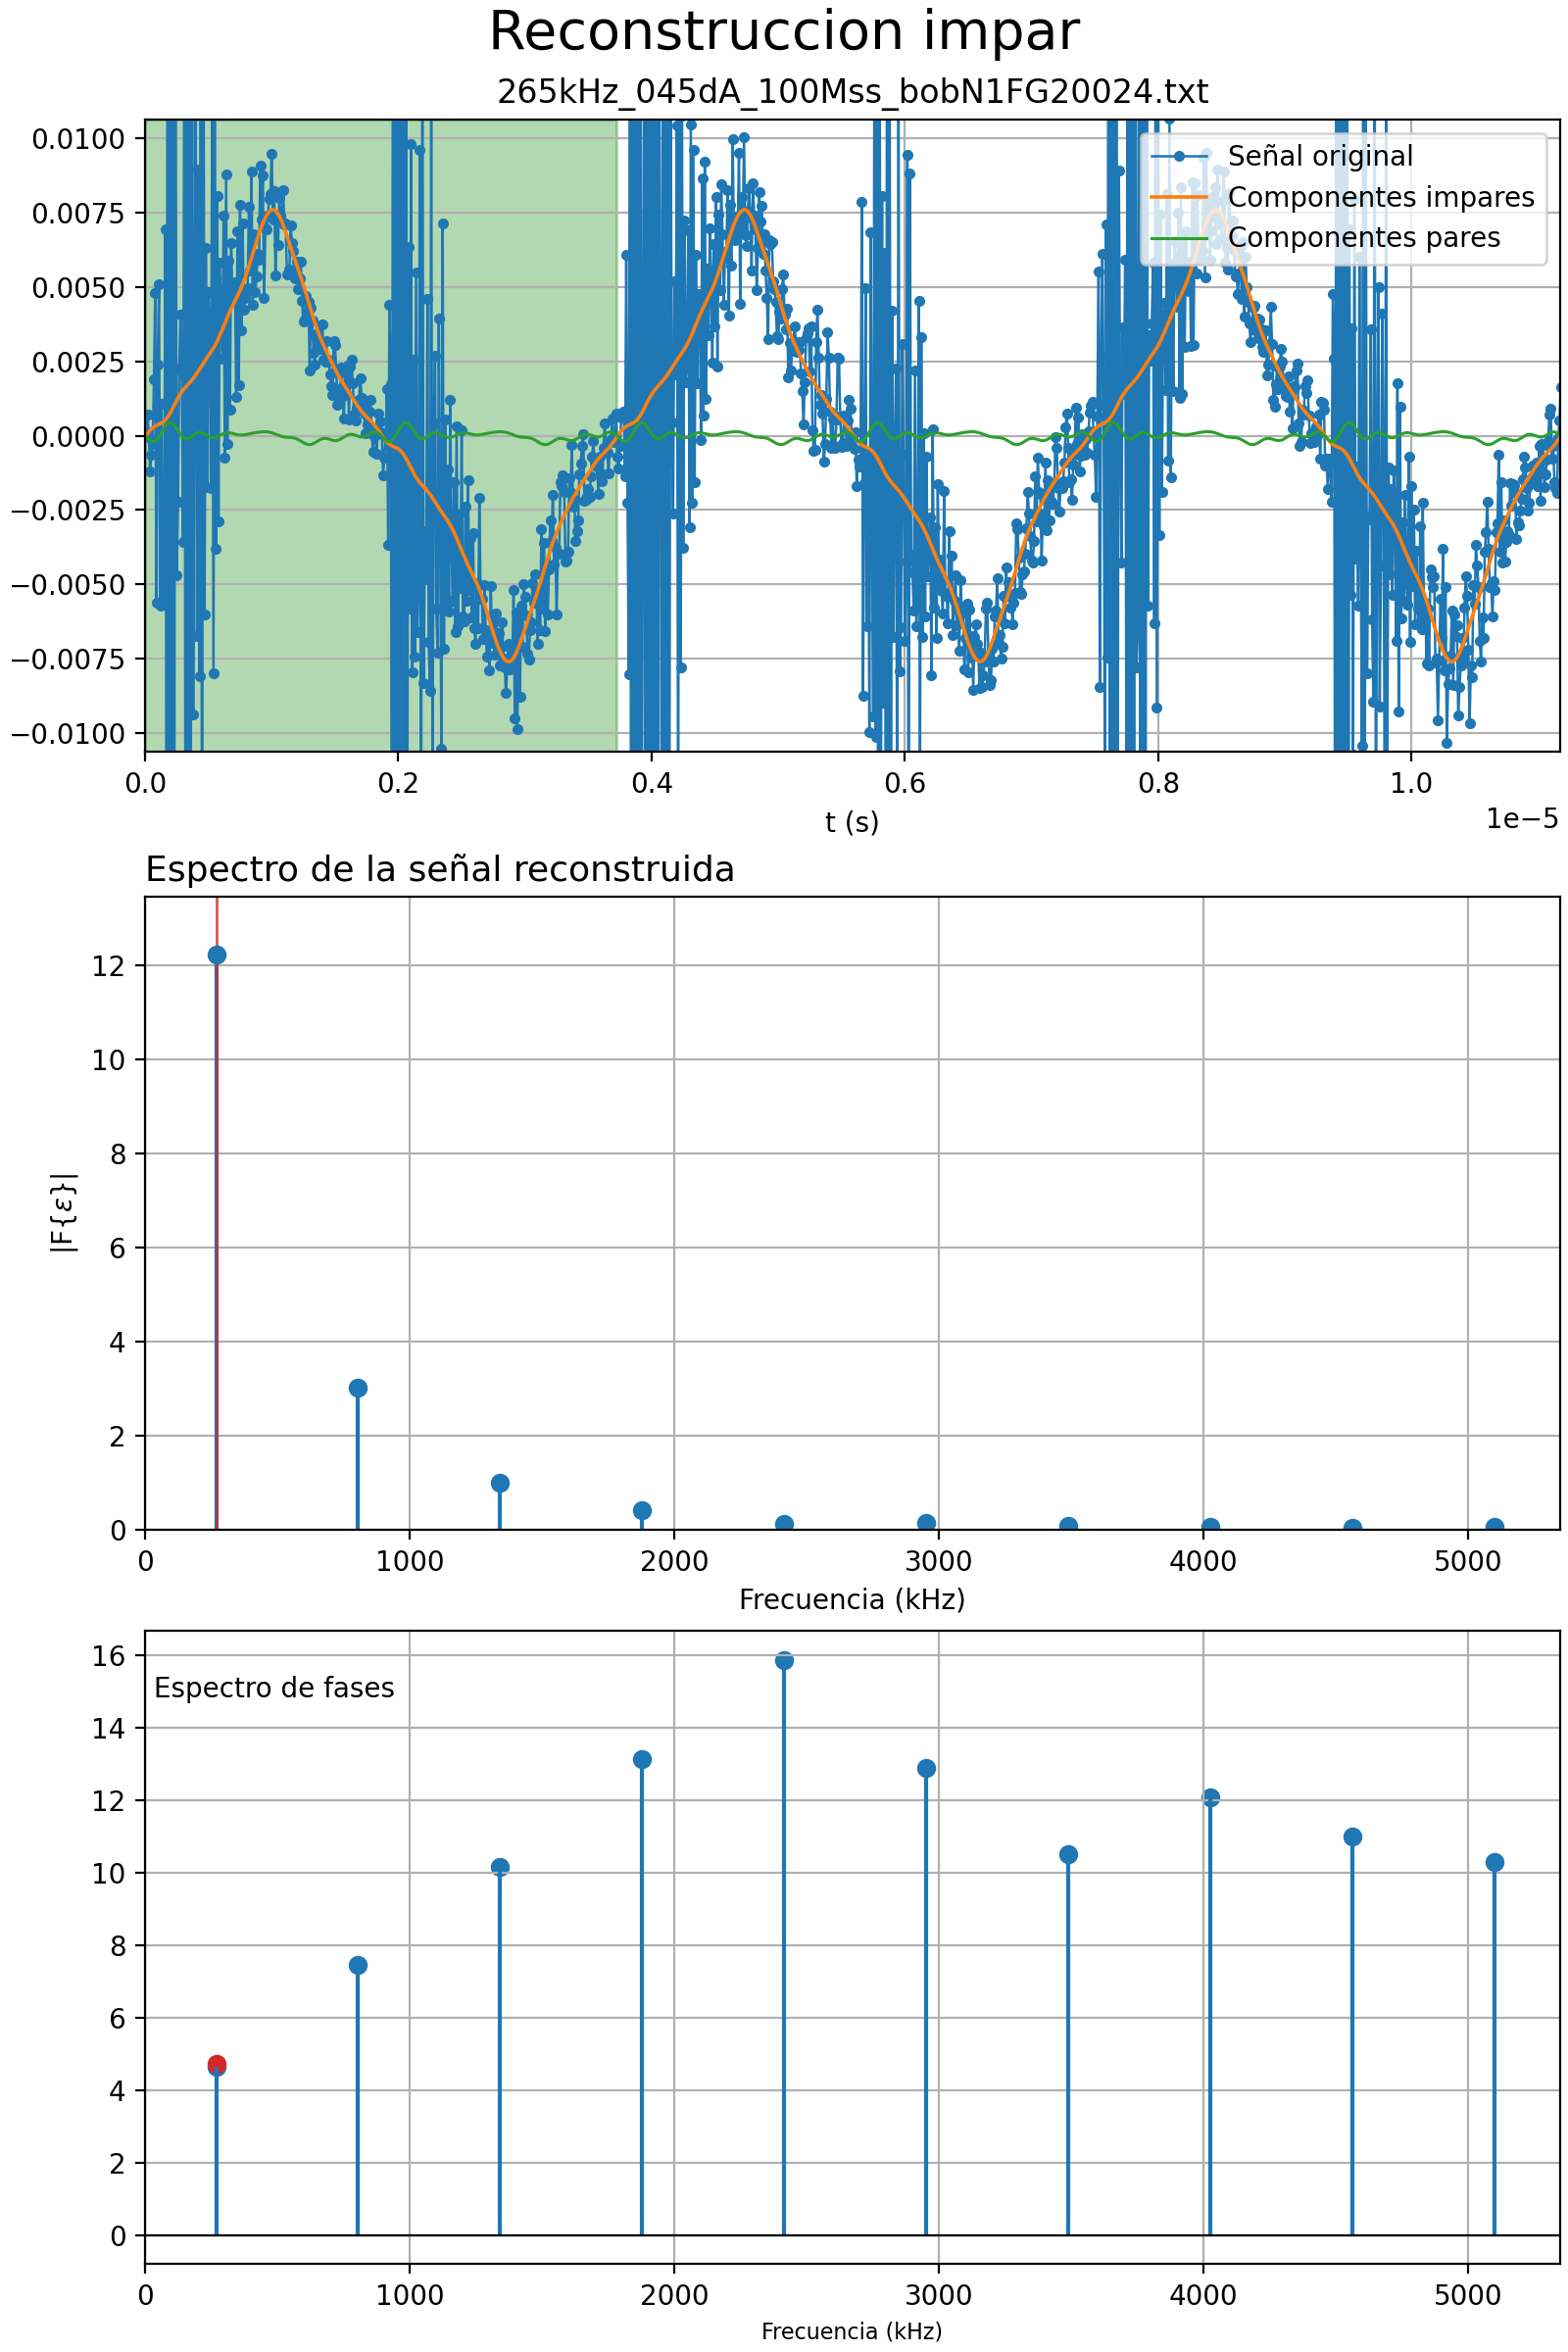 Reconstruccion impar
265kHz_045dA_100Mss_bobN1FG20024.txt
0.0100
0.0075
0.0050
0.0025
0.0000
−0.0025
−0.0050
−0.0075
−0.0100
Señal original
Componentes impares
Componentes pares
0.0 0.2 0.4 0.6 0.8 1.0
t (s)
1e−5
Espectro de la señal reconstruida
12
10
8
6
4
2
0
|F{ε}|
0 1000 2000 3000 4000 5000
Frecuencia (kHz)
16
14
12
10
8
6
4
2
0
Espectro de fases
0 1000 2000 3000 4000 5000
Frecuencia (kHz)